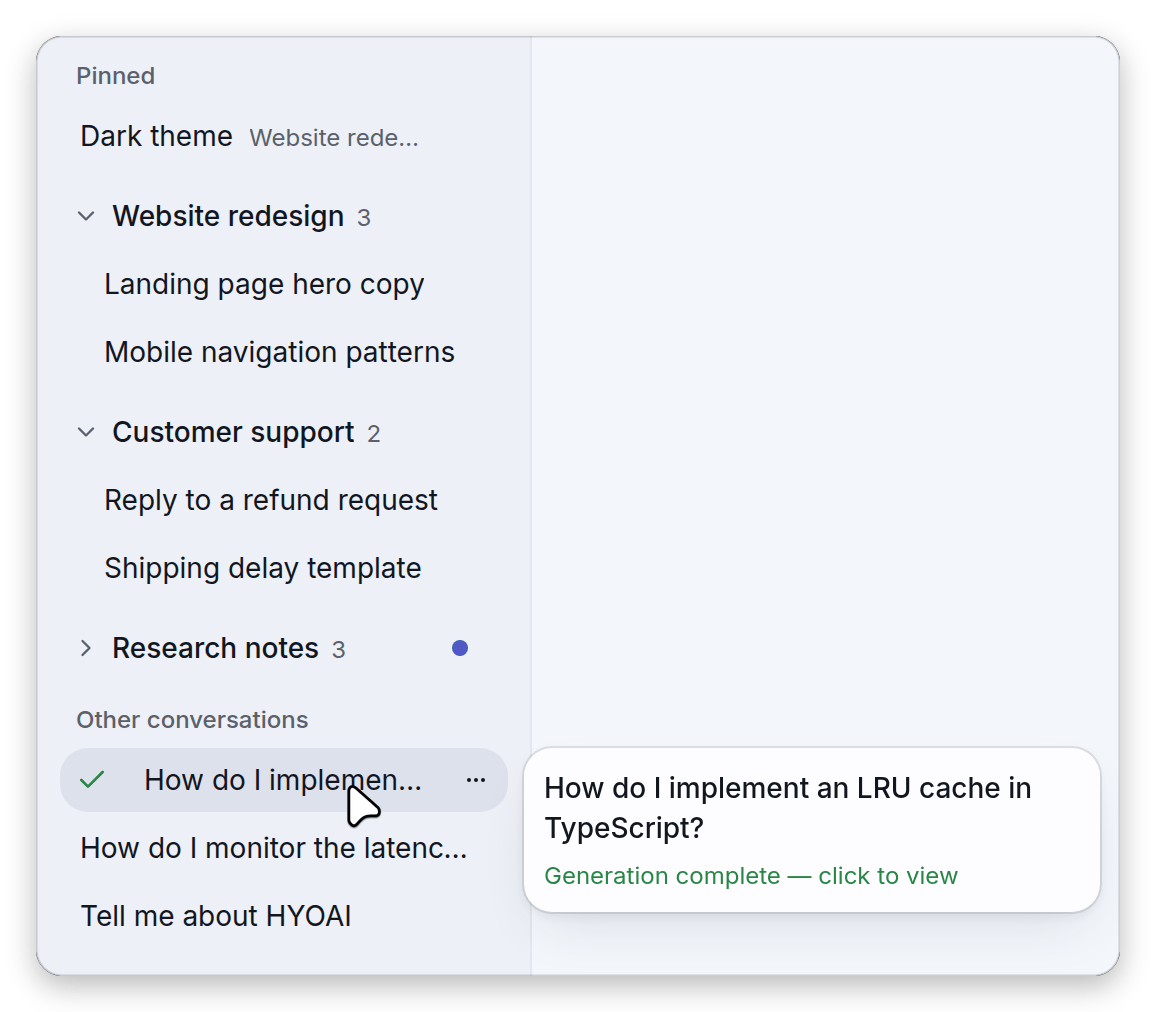 Pinned
Dark theme Website rede...
Website redesign 3
Landing page hero copy
Mobile navigation patterns
Customer support 2
Reply to a refund request
Shipping delay template
Research notes 3
Other conversations
How do I implemen...
How do I monitor the latenc...
Tell me about HYOAI
How do I implement an LRU cache in
TypeScript?
Generation complete — click to view